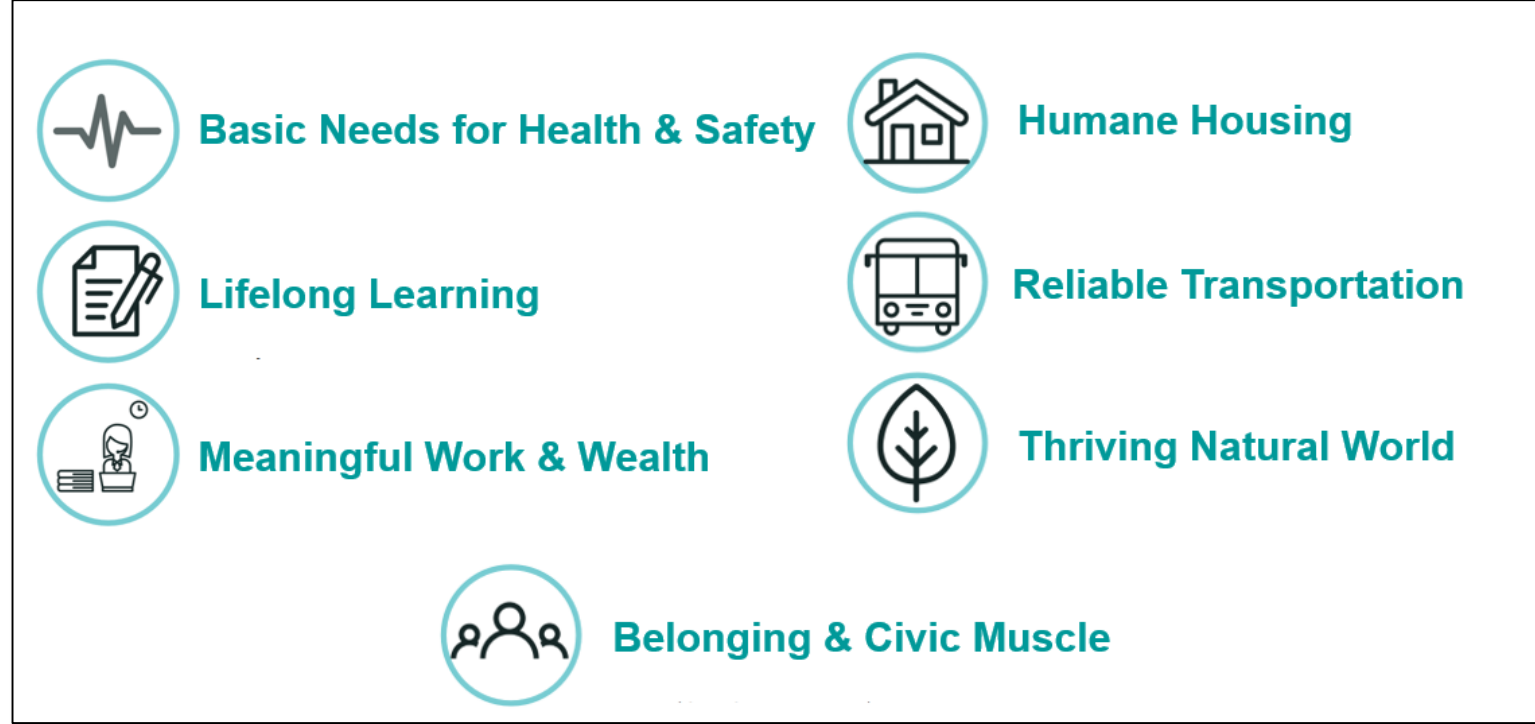 Basic Needs for Health & Safety
Humane Housing
Lifelong Learning
Reliable Transportation
Meaningful Work & Wealth
Thriving Natural World
Belonging & Civic Muscle